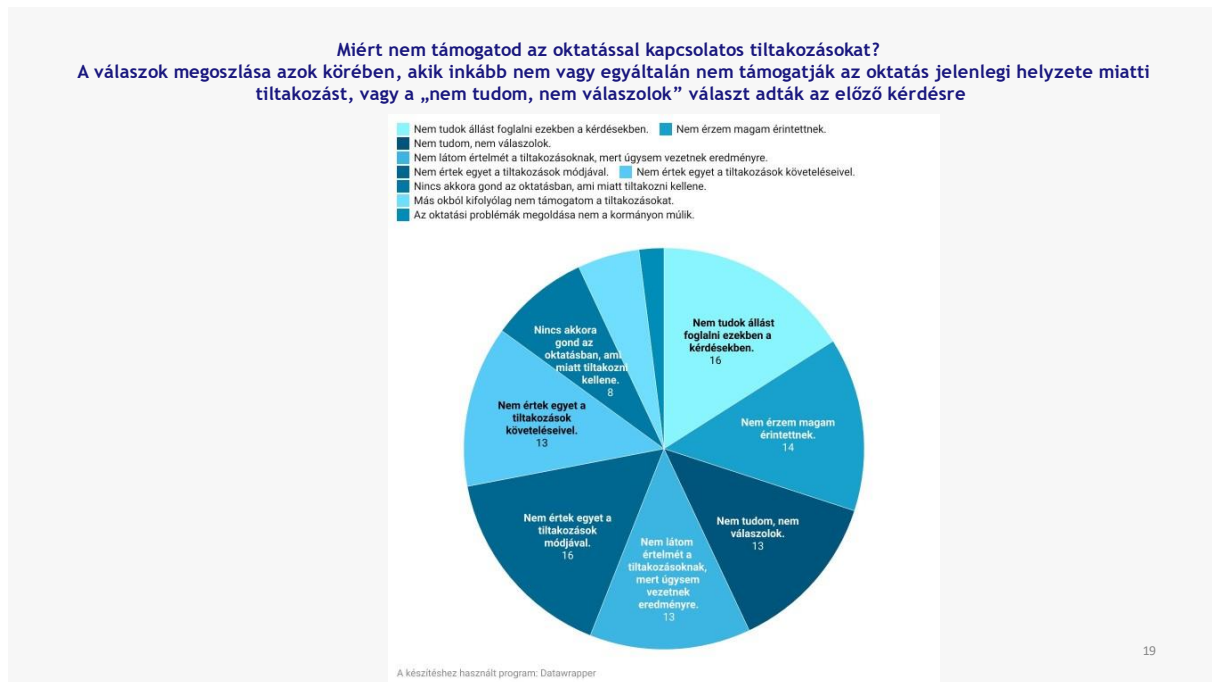 Miért nem támogatod az oktatással kapcsolatos tiltakozásokat?
A válaszok megoszlása azok körében, akik inkább nem vagy egyáltalán nem támogatják az oktatás jelenlegi helyzete miatti
tiltakozást, vagy a „nem tudom, nem válaszolok” választ adták az előző kérdésre
Nem tudok állást foglalni ezekben a kérdésekben. Nem érzem magam érintettnek.
Nem tudom, nem válaszolok.
Nem látom értelmét a tiltakozásoknak, mert úgysem vezetnek eredményre.
Nem értek egyet a tiltakozások módjával. Nem értek egyet a tiltakozások követeléseivel.
Nincs akkora gond az oktatásban, ami miatt tiltakozni kellene.
Más okból kifolyólag nem támogatom a tiltakozásokat.
Az oktatási problémák megoldása nem a kormányon múlik.
Nem tudok állást
foglalni ezekben a
kérdésekben.
16
Nem érzem magam
érintettnek.
14
Nem tudom, nem
válaszolok.
13
Nem látom
értelmét a
tiltakozásoknak,
mert úgysem
vezetnek
eredményre.
13
Nem értek egyet a
tiltakozások
módjával.
16
Nem értek egyet a
tiltakozások
követeléseivel.
13
Nincs akkora
gond az
oktatásban, ami
miatt tiltakozni
kellene.
8
19
A készítéshez használt program: Datawrapper